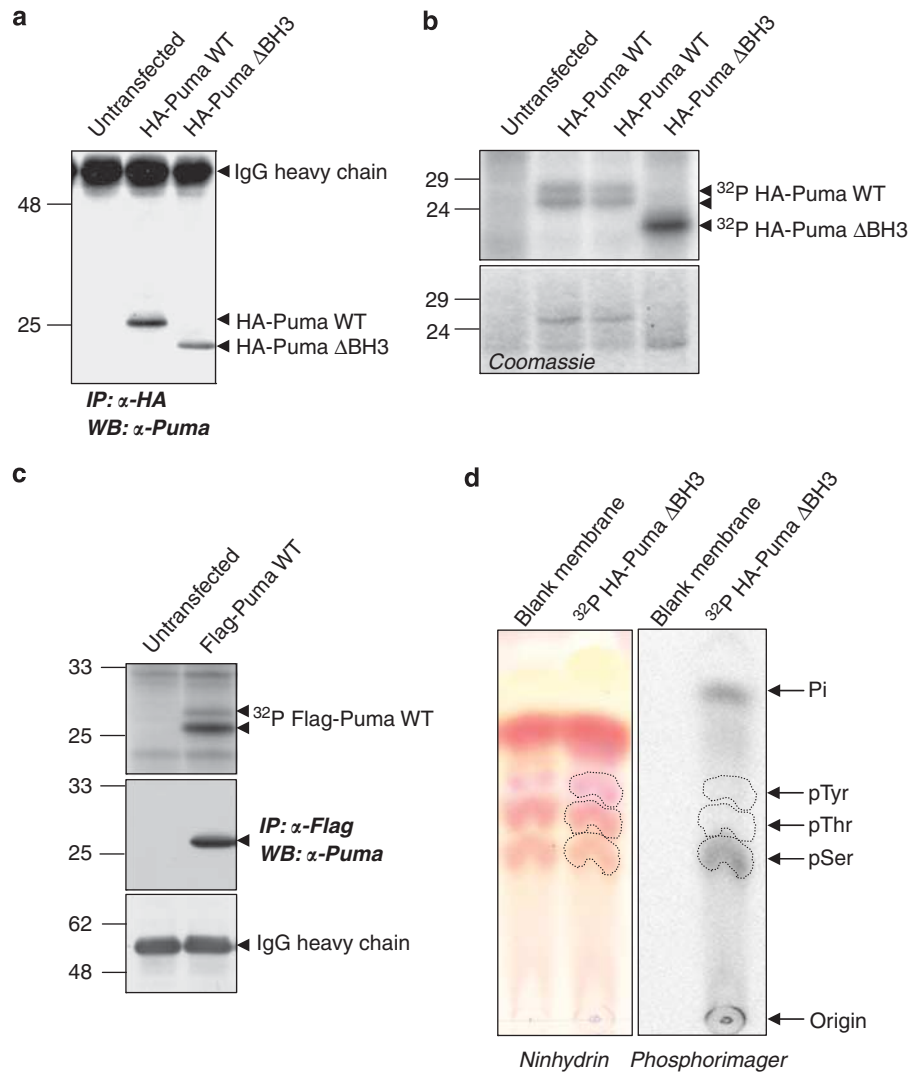 a
Untransfected
HA-Puma WT
HA-Puma ΔBH3
IgG heavy chain
48
25
HA-Puma WT
HA-Puma ΔBH3
IP: α-HA
WB: α-Puma
b
Untransfected
HA-Puma WT
HA-Puma WT
HA-Puma ΔBH3
29
24
³²P HA-Puma WT
³²P HA-Puma ΔBH3
29
24
Coomassie
c
Untransfected
Flag-Puma WT
33
25
³²P Flag-Puma WT
33
25
IP: α-Flag
WB: α-Puma
62
48
IgG heavy chain
d
Blank membrane
³²P HA-Puma ΔBH3
Blank membrane
³²P HA-Puma ΔBH3
Pi
pTyr
pThr
pSer
Origin
Ninhydrin
Phosphorimager